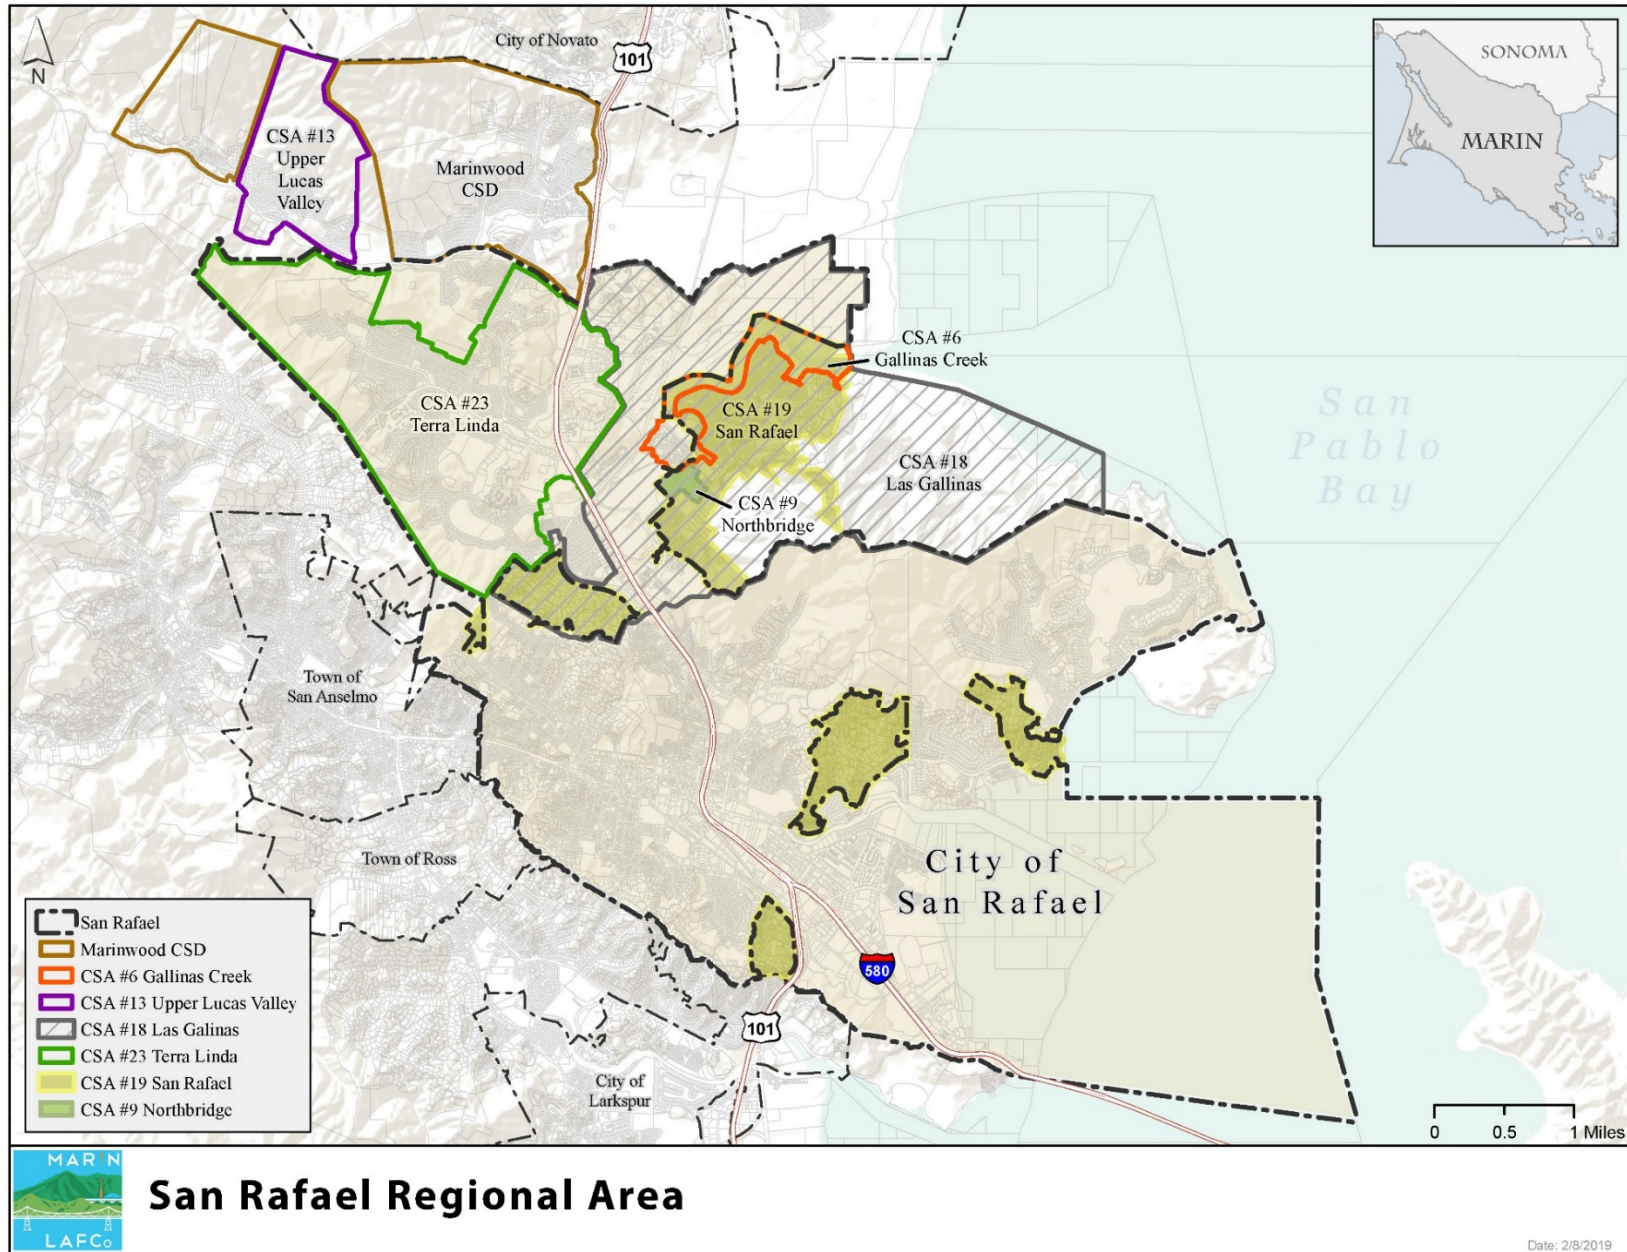 N
City of Novato
101
SONOMA
MARIN
CSA #13
Upper
Lucas
Valley
Marinwood
CSD
CSA #6
Gallinas Creek
CSA #23
Terra Linda
CSA #19
San Rafael
CSA #18
Las Gallinas
CSA #9
Northbridge
San
Pablo
Bay
Town of
San Anselmo
Town of Ross
City of
San Rafael
580
101
City of
Larkspur
San Rafael
Marinwood CSD
CSA #6 Gallinas Creek
CSA #13 Upper Lucas Valley
CSA #18 Las Galinas
CSA #23 Terra Linda
CSA #19 San Rafael
CSA #9 Northbridge
0 0.5 1 Miles
MARIN
LAFCo
San Rafael Regional Area
Date: 2/8/2019